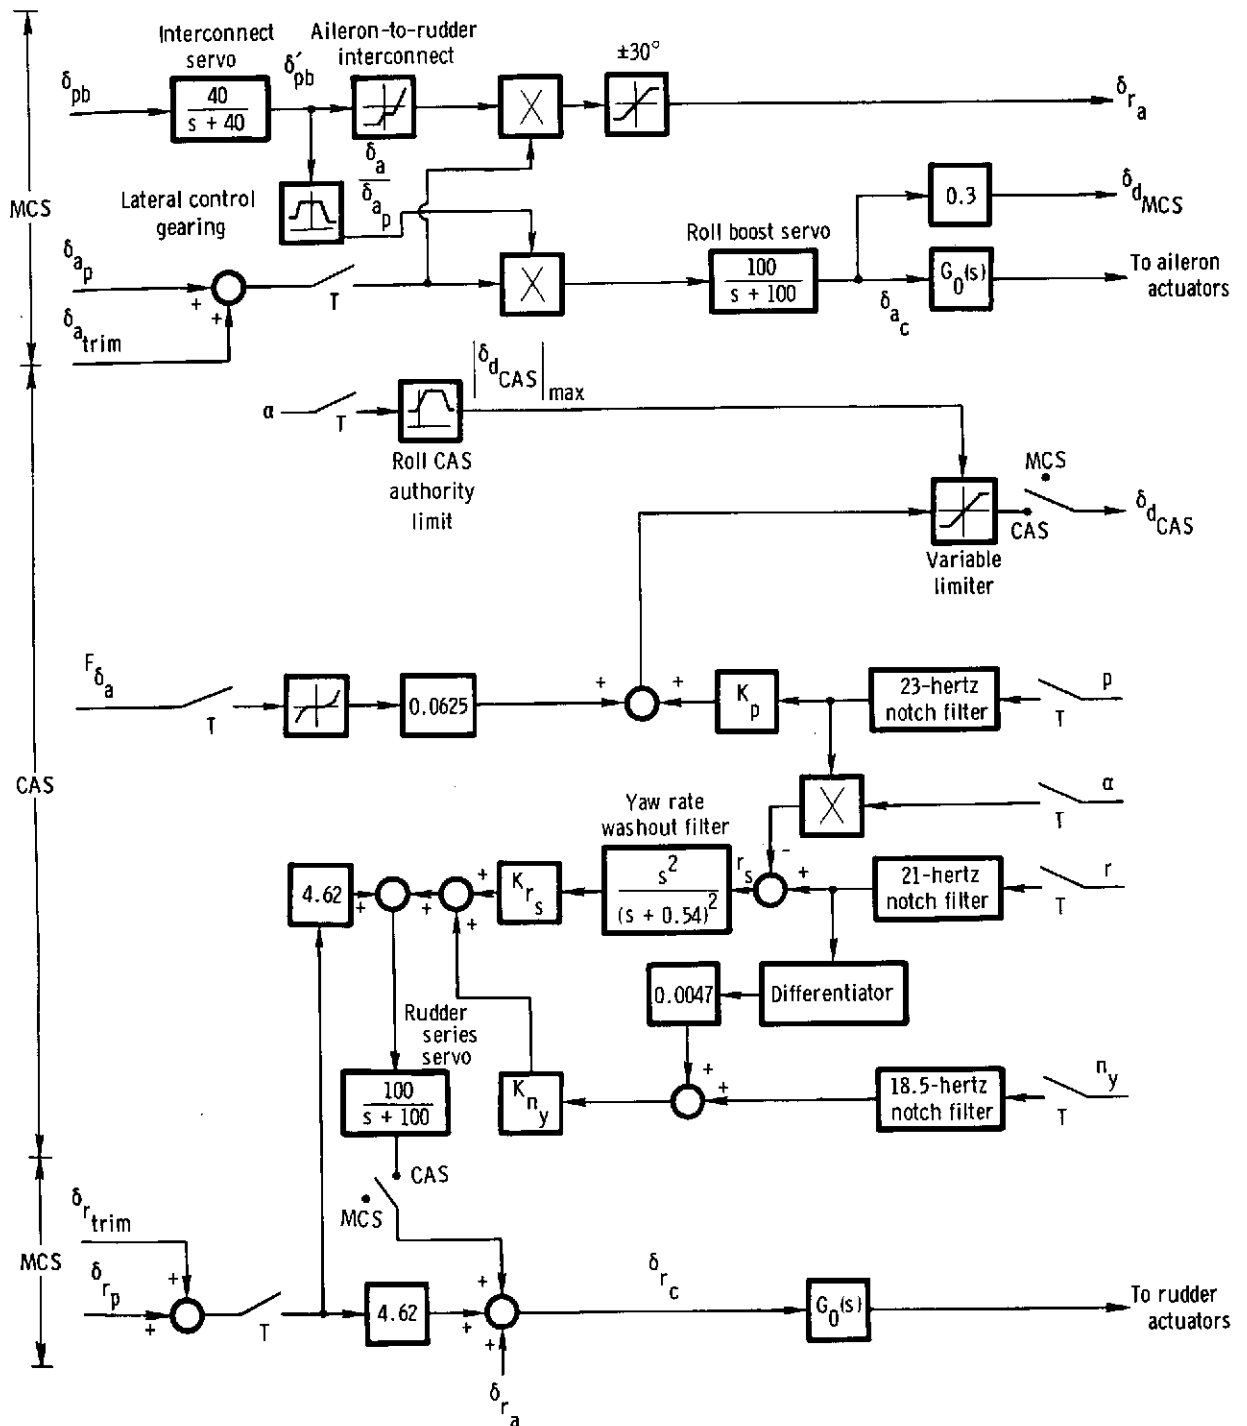 Interconnect servo
Aileron-to-rudder interconnect
±30°
δpb
40
s + 40
δ′pb
X
δra
δa
δap
MCS
Lateral control gearing
0.3
δdMCS
Roll boost servo
δap
+
+
T
X
100
s + 100
δac
G0(s)
To aileron actuators
δatrim
|δdCAS|max
α
T
Roll CAS authority limit
MCS
CAS
δdCAS
Variable limiter
Fδa
T
0.0625
+
+
Kp
23-hertz notch filter
p
T
CAS
X
α
T
Yaw rate washout filter
4.62
+
+
+
+
Krs
s²
(s + 0.54)²
rs
-
+
21-hertz notch filter
r
T
0.0047
Differentiator
Rudder series servo
100
s + 100
Kny
+
+
18.5-hertz notch filter
ny
T
CAS
MCS
MCS
δrtrim
δrp
+
+
T
4.62
+
+
+
δrc
G0(s)
To rudder actuators
δra